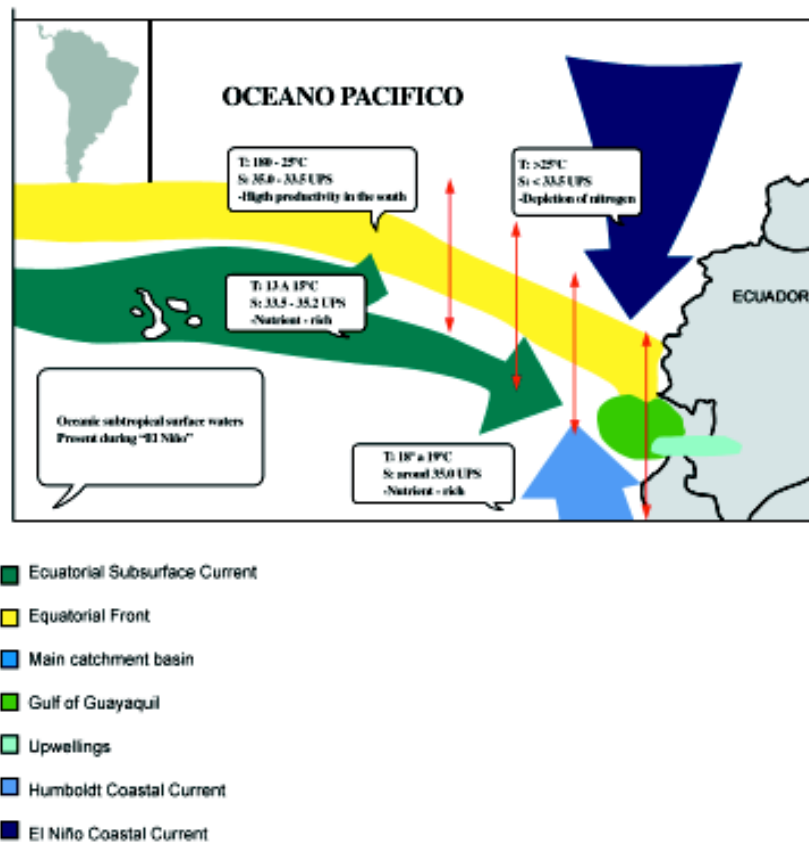 OCEANO PACIFICO
T: 180 - 25°C
S: 35.0 - 33.5 UPS
-Higth productivity in the south
T: >25°C
S: < 33.5 UPS
-Depletion of nitrogen
ECUADOR
T: 13 A 15°C
S: 33.5 - 35.2 UPS
-Nutrient - rich
Oceanic subtropical surface waters
Present during "El Niño"
T: 18° a 19°C
S: around 35.0 UPS
-Nutrient - rich
Ecuatorial Subsurface Current
Equatorial Front
Main catchment basin
Gulf of Guayaquil
Upwellings
Humboldt Coastal Current
El Niño Coastal Current